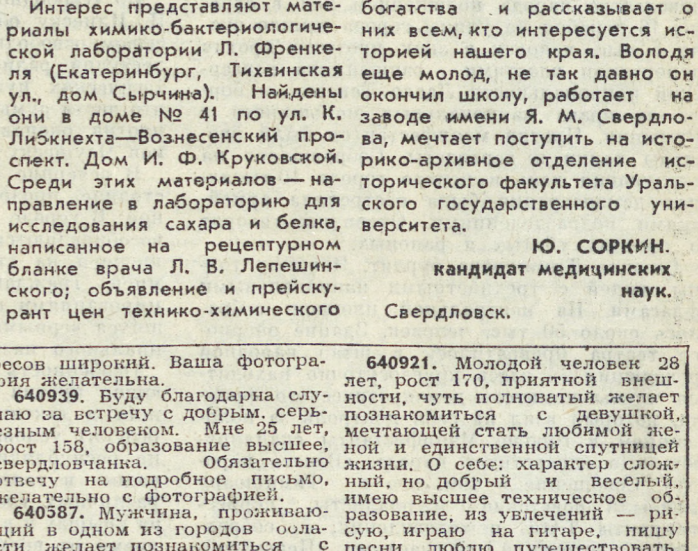 Интерес представляют мате-
риалы химико-бактериологиче-
ской лаборатории Л. Френке-
ля (Екатеринбург, Тихвинская
ул., дом Сырчина). Найдены
они в доме № 41 по ул. К.
Либкнехта—Вознесенский про-
спект. Дом И. Ф. Круковской.
Среди этих материалов — на-
правление в лабораторию для
исследования сахара и белка,
написанное на рецептурном
бланке врача Л. В. Лепешин-
ского; объявление и прейску-
рант цен технико-химического
богатства и рассказывает о
них всем, кто интересуется ис-
торией нашего края. Володя
еще молод, не так давно он
окончил школу, работает на
заводе имени Я. М. Свердло-
ва, мечтает поступить на исто-
рико-архивное отделение ис-
торического факультета Ураль-
ского государственного уни-
верситета.
Ю. СОРКИН.
кандидат медицинских
наук.
Свердловск.
ресов широкий. Ваша фотогра-
фия желательна.
640939. Буду благодарна слу-
чаю за встречу с добрым, серь-
езным человеком. Мне 25 лет,
рост 158, образование высшее,
свердловчанка. Обязательно
отвечу на подробное письмо,
желательно с фотографией.
640587. Мужчина, проживаю-
щий в одном из городов обла-
сти желает познакомиться с
640921. Молодой человек 28
лет, рост 170, приятной внеш-
ности, чуть полноватый желает
познакомиться с девушкой,
мечтающей стать любимой же-
ной и единственной спутницей
жизни. О себе: характер слож-
ный, но добрый и веселый,
имею высшее техническое об-
разование, из увлечений — ри-
сую, играю на гитаре, пишу
песни, люблю путешествовать.